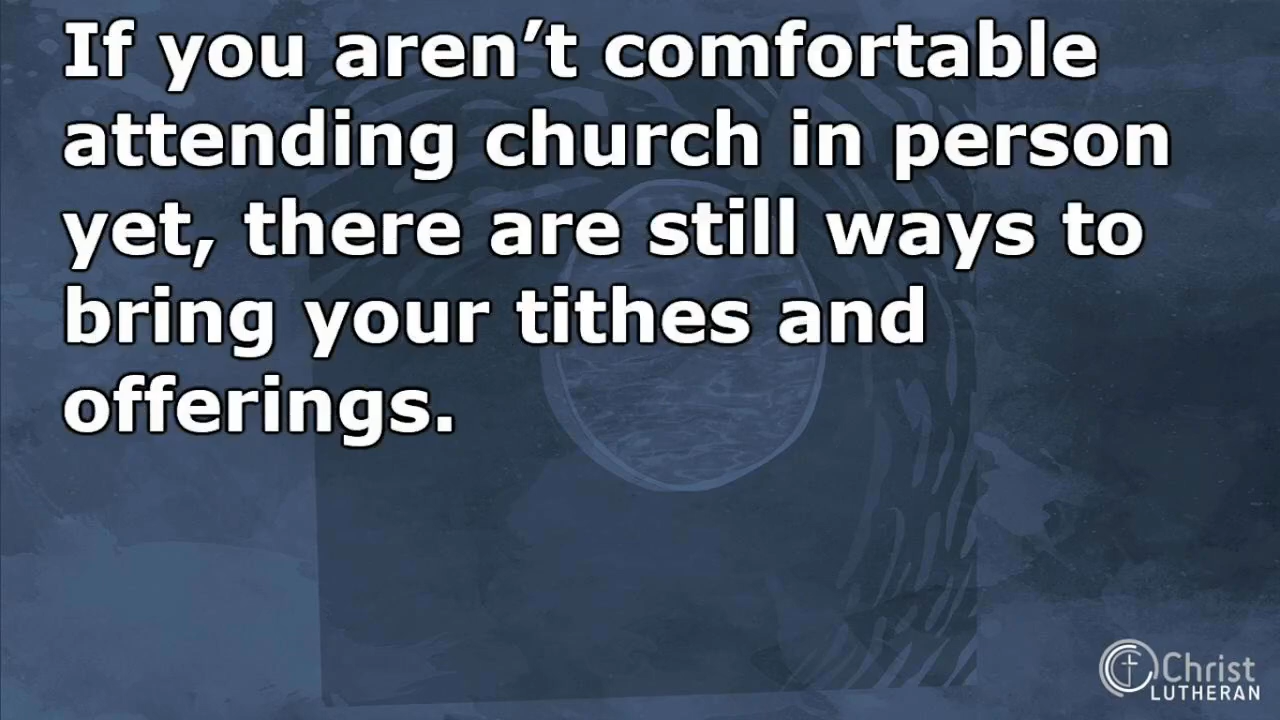 If you aren’t comfortable
attending church in person
yet, there are still ways to
bring your tithes and
offerings.
Christ
LUTHERAN